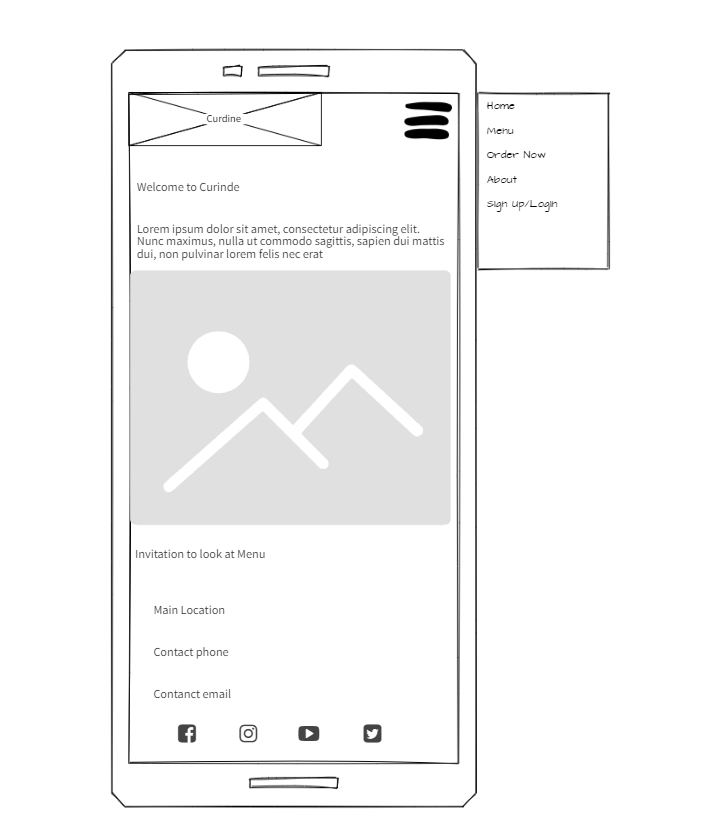 Curdine
Home
Menu
Order Now
About
Sign Up/Login
Welcome to Curinde
Lorem ipsum dolor sit amet, consectetur adipiscing elit.
Nunc maximus, nulla ut commodo sagittis, sapien dui mattis
dui, non pulvinar lorem felis nec erat
Invitation to look at Menu
Main Location
Contact phone
Contanct email